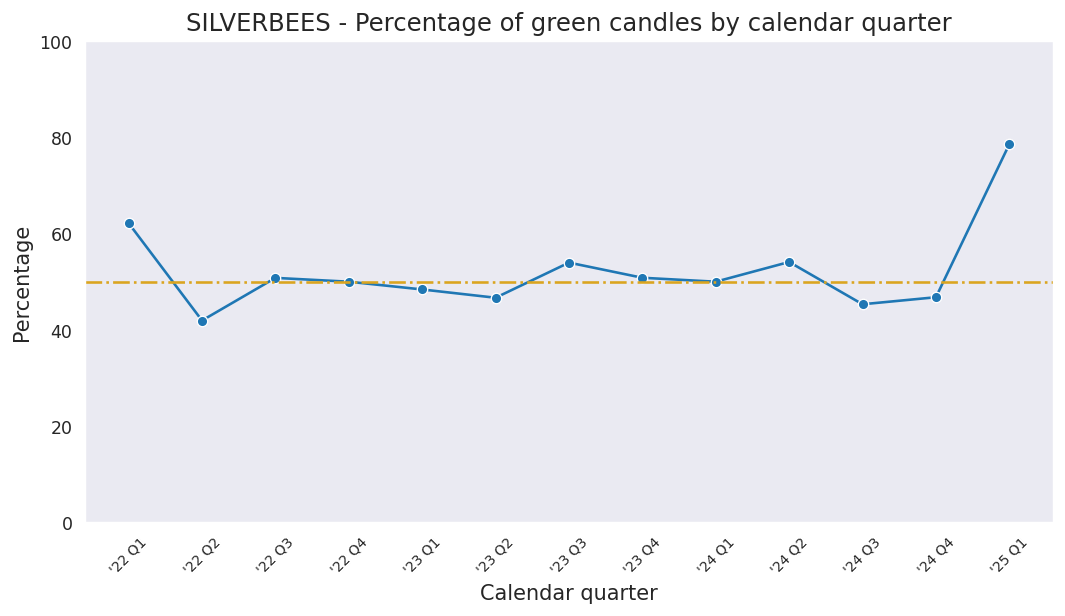 SILVERBEES - Percentage of green candles by calendar quarter
100
80
60
40
20
0
Percentage
'22 Q1
'22 Q2
'22 Q3
'22 Q4
'23 Q1
'23 Q2
'23 Q3
'23 Q4
'24 Q1
'24 Q2
'24 Q3
'24 Q4
'25 Q1
Calendar quarter